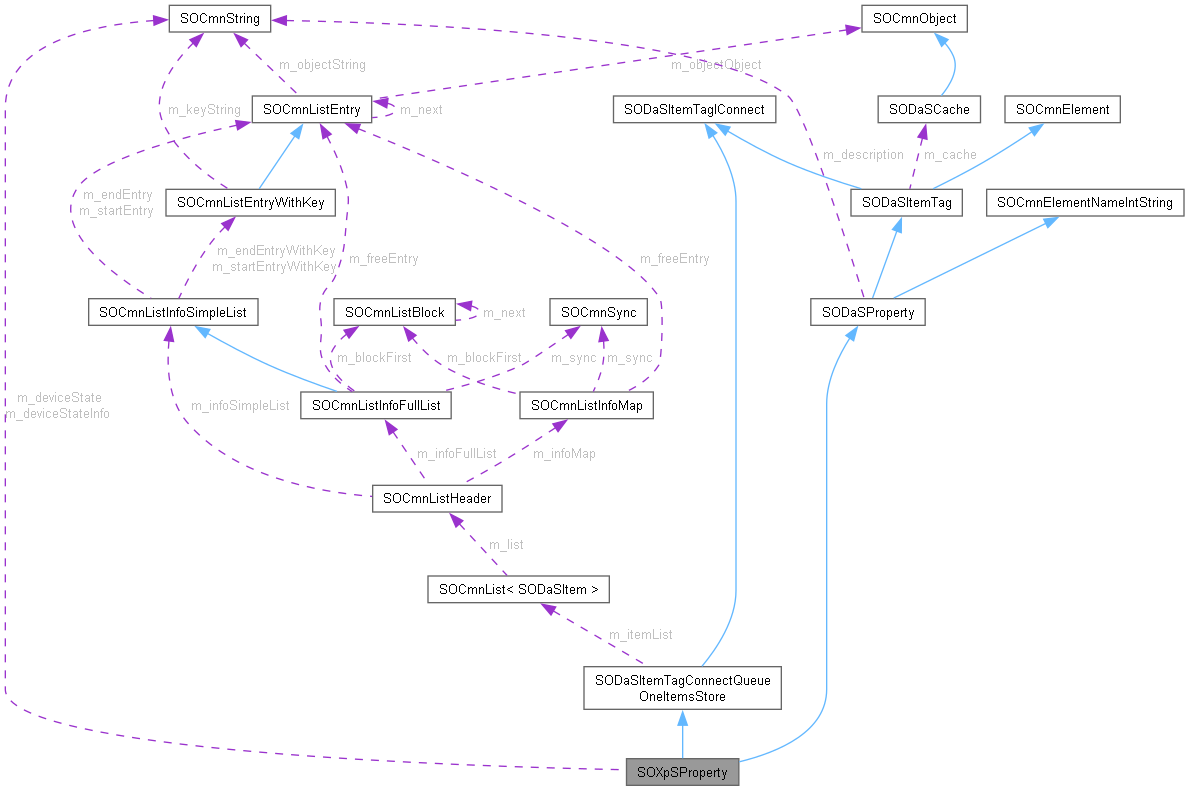 SOCmnString
SOCmnObject
m_objectString
m_objectObject
m_keyString
SOCmnListEntry
m_next
SODaSItemTagIConnect
SODaSCache
SOCmnElement
m_description
m_cache
m_endEntry
m_startEntry
SOCmnListEntryWithKey
SODaSItemTag
SOCmnElementNameIntString
m_endEntryWithKey
m_startEntryWithKey
m_freeEntry
m_freeEntry
SOCmnListInfoSimpleList
SOCmnListBlock
m_next
SOCmnSync
SODaSProperty
m_blockFirst
m_blockFirst
m_sync
m_sync
m_deviceState
m_deviceStateInfo
m_infoSimpleList
SOCmnListInfoFullList
SOCmnListInfoMap
m_infoFullList
m_infoMap
SOCmnListHeader
m_list
SOCmnList< SODaSItem >
m_itemList
SODaSItemTagConnectQueue
OneItemsStore
SOXpSProperty